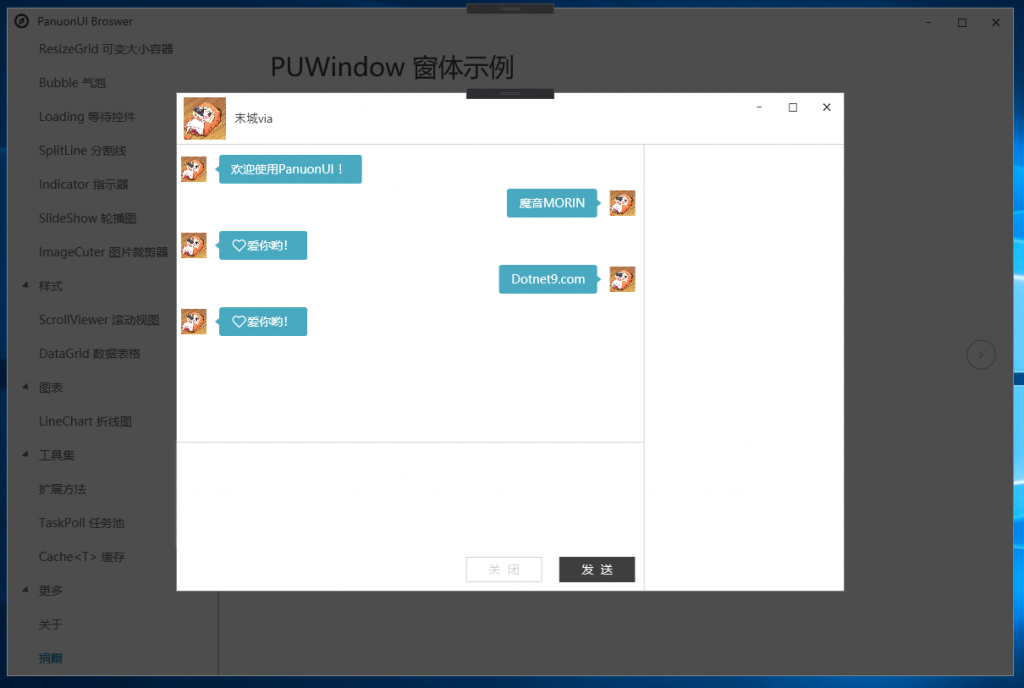 PanuonUI Broswer
ResizeGrid 可变大小容器
Bubble 气泡
Loading 等待控件
SplitLine 分割线
Indicator 指示器
SlideShow 轮播图
ImageCuter 图片裁剪器
样式
ScrollViewer 滚动视图
DataGrid 数据表格
图表
LineChart 折线图
工具集
扩展方法
TaskPoll 任务池
Cache<T> 缓存
更多
关于
捐赠
PUWindow 窗体示例
末城via
欢迎使用PanuonUI！
魔音MORIN
♡爱你哟!
Dotnet9.com
♡爱你哟!
关 闭
发 送